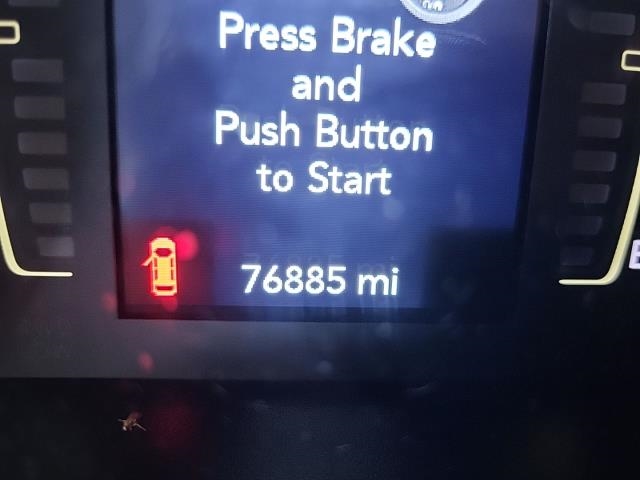 Press Brake
and
Push Button
to Start
76885 mi
E